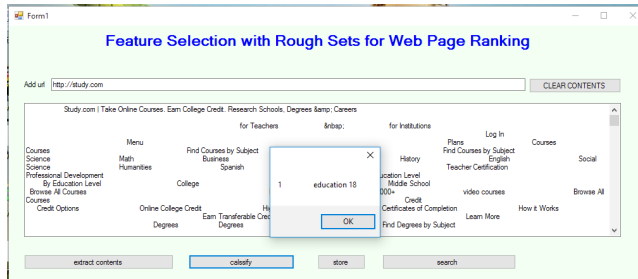 Form1
Feature Selection with Rough Sets for Web Page Ranking
Add url http://study.com CLEAR CONTENTS
Study.com | Take Online Courses. Earn College Credit. Research Schools, Degrees &amp; Careers
for Teachers &nbsp; for Institutions
Log In
Menu Plans Courses
Courses Find Courses by Subject Find Courses by Subject
Science Math Business History English Social
Science Humanities Spanish Teacher Certification
Professional Development ucation Level
By Education Level College Middle School
Browse All Courses 000+ video courses Browse All
Courses Credit
Credit Options Online College Credit Hi Certificates of Completion How it Works
Earn Transferable Cred Learn More
Degrees Degrees Find Degrees by Subject
1 education 18
OK
extract contents calssify store search